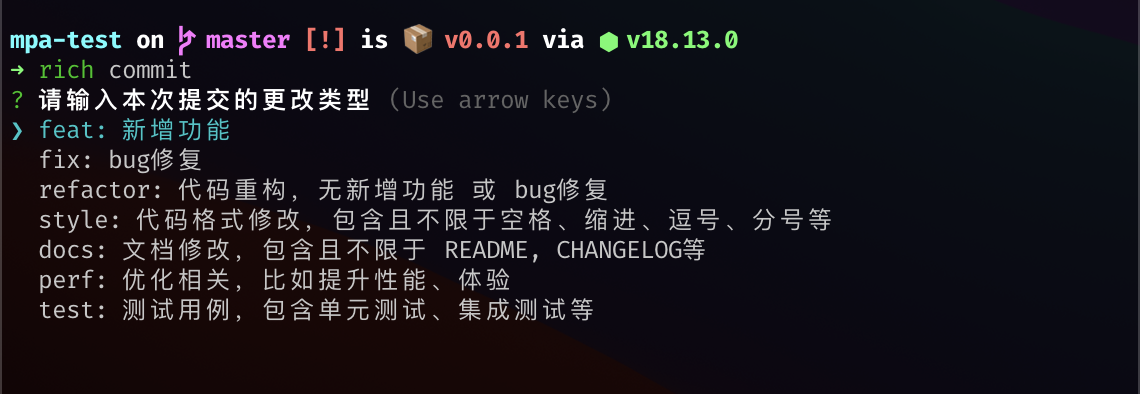 mpa-test on master [!] is 📦 v0.0.1 via ⬢ v18.13.0
➜ rich commit
? 请输入本次提交的更改类型 (Use arrow keys)
❯ feat: 新增功能
fix: bug修复
refactor: 代码重构, 无新增功能 或 bug修复
style: 代码格式修改, 包含且不限于空格、缩进、逗号、分号等
docs: 文档修改, 包含且不限于 README, CHANGELOG等
perf: 优化相关, 比如提升性能、体验
test: 测试用例, 包含单元测试、集成测试等